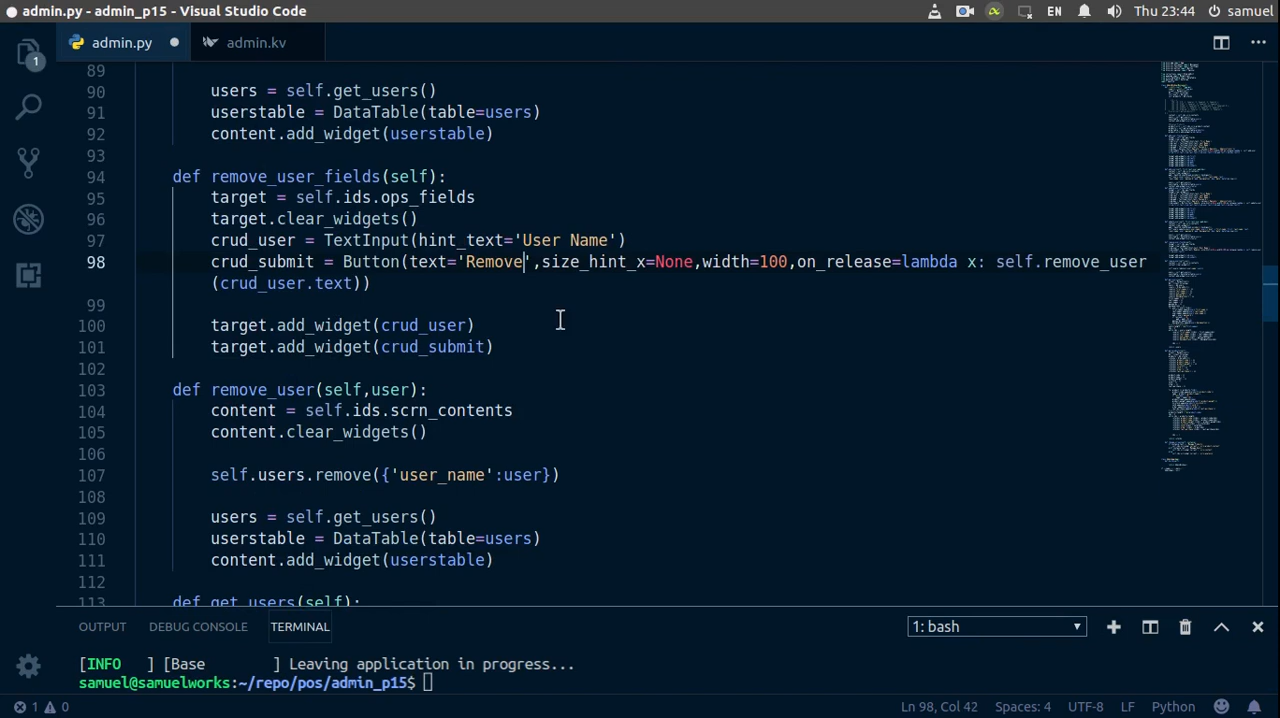 admin.py - admin_p15 - Visual Studio Code
EN
Thu 23:44
samuel
1
admin.py
admin.kv
89
90 users = self.get_users()
91 userstable = DataTable(table=users)
92 content.add_widget(userstable)
93
94 def remove_user_fields(self):
95 target = self.ids.ops_fields
96 target.clear_widgets()
97 crud_user = TextInput(hint_text='User Name')
98 crud_submit = Button(text='Remove',size_hint_x=None,width=100,on_release=lambda x: self.remove_user
(crud_user.text))
99
100 target.add_widget(crud_user)
101 target.add_widget(crud_submit)
102
103 def remove_user(self,user):
104 content = self.ids.scrn_contents
105 content.clear_widgets()
106
107 self.users.remove({'user_name':user})
108
109 users = self.get_users()
110 userstable = DataTable(table=users)
111 content.add_widget(userstable)
112
113 def get_users(self):
OUTPUT DEBUG CONSOLE TERMINAL 1: bash
[INFO ] [Base ] Leaving application in progress...
samuel@samuelworks:~/repo/pos/admin_p15$
1 0 Ln 98, Col 42 Spaces: 4 UTF-8 LF Python